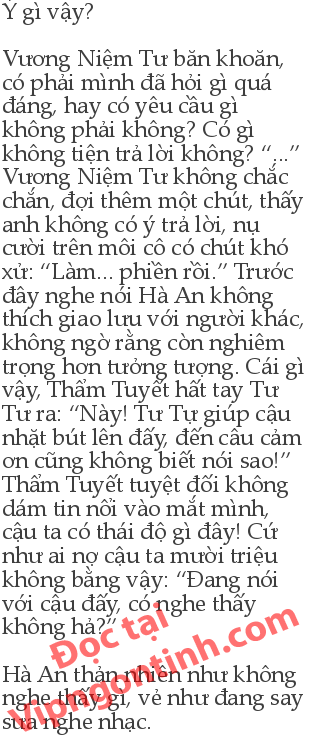 Ý gì vậy?
Vương Niệm Tư băn khoăn,
có phải mình đã hỏi gì quá
đáng, hay có yêu cầu gì
không phải không? Có gì
không tiện trả lời không? “...”
Vương Niệm Tư không chắc
chắn, đợi thêm một chút, thấy
anh không có ý trả lời, nụ
cười trên môi cô có chút khó
xử: “Làm... phiền rồi.” Trước
đây nghe nói Hà An không
thích giao lưu với người khác,
không ngờ rằng còn nghiêm
trọng hơn tưởng tượng. Cái gì
vậy, Thẩm Tuyết hất tay Tư
Tư ra: “Này! Tư Tự giúp cậu
nhặt bút lên đấy, đến câu cảm
ơn cũng không biết nói sao!”
Thẩm Tuyết tuyệt đối không
dám tin nổi vào mắt mình,
cậu ta có thái độ gì đây! Cứ
như ai nợ cậu ta mười triệu
không bằng vậy: “Đang nói
với cậu đấy, có nghe thấy
không hả?”
Đọc tại
Vipngontinh.com
Hà An thản nhiên như không
nghe thấy gì, vẻ như đang say
sưa nghe nhạc.